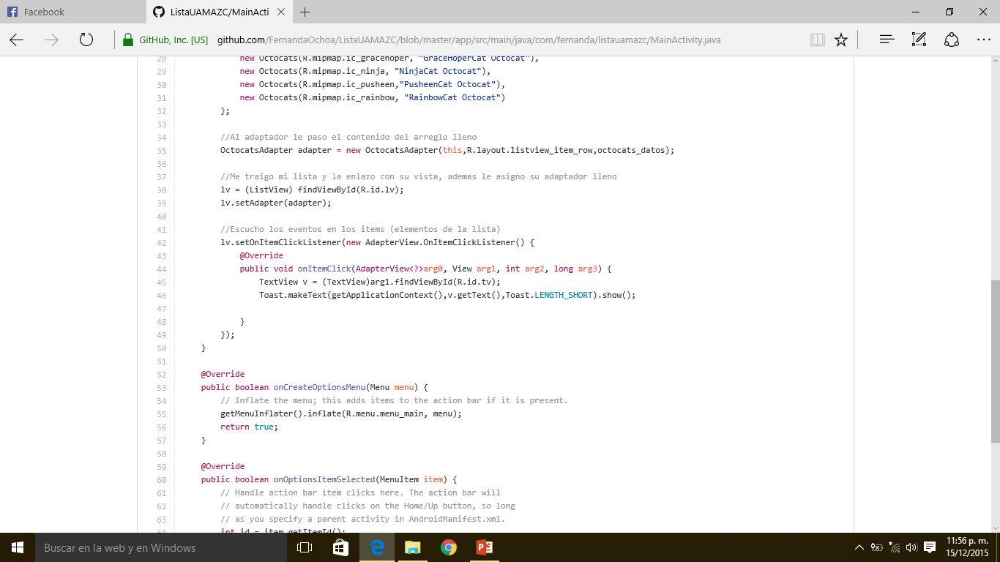 Facebook
ListaUAMAZC/MainActi
GitHub, Inc. [US] github.com/FernandaOchoa/ListaUAMAZC/blob/master/app/src/main/java/com/fernanda/listauamazc/MainActivity.java
28 new Octocats(R.mipmap.ic_gracehoper, "GraceHoperCat Octocat"),
29 new Octocats(R.mipmap.ic_ninja, "NinjaCat Octocat"),
30 new Octocats(R.mipmap.ic_pusheen,"PusheenCat Octocat"),
31 new Octocats(R.mipmap.ic_rainbow, "RainbowCat Octocat")
32 };
33
34 //Al adaptador le paso el contenido del arreglo lleno
35 OctocatsAdapter adapter = new OctocatsAdapter(this,R.layout.listview_item_row,octocats_datos);
36
37 //Me traigo mi lista y la enlazo con su vista, ademas le asigno su adaptador lleno
38 lv = (ListView) findViewById(R.id.lv);
39 lv.setAdapter(adapter);
40
41 //Escucho los eventos en los items (elementos de la lista)
42 lv.setOnItemClickListener(new AdapterView.OnItemClickListener() {
43 @Override
44 public void onItemClick(AdapterView<?>arg0, View arg1, int arg2, long arg3) {
45 TextView v = (TextView)arg1.findViewById(R.id.tv);
46 Toast.makeText(getApplicationContext(),v.getText(),Toast.LENGTH_SHORT).show();
47
48 }
49 });
50 }
51
52 @Override
53 public boolean onCreateOptionsMenu(Menu menu) {
54 // Inflate the menu; this adds items to the action bar if it is present.
55 getMenuInflater().inflate(R.menu.menu_main, menu);
56 return true;
57 }
58
59 @Override
60 public boolean onOptionsItemSelected(MenuItem item) {
61 // Handle action bar item clicks here. The action bar will
62 // automatically handle clicks on the Home/Up button, so long
63 // as you specify a parent activity in AndroidManifest.xml.
64 int id = item.getItemId();
Buscar en la web y en Windows
11:56 p. m.
15/12/2015